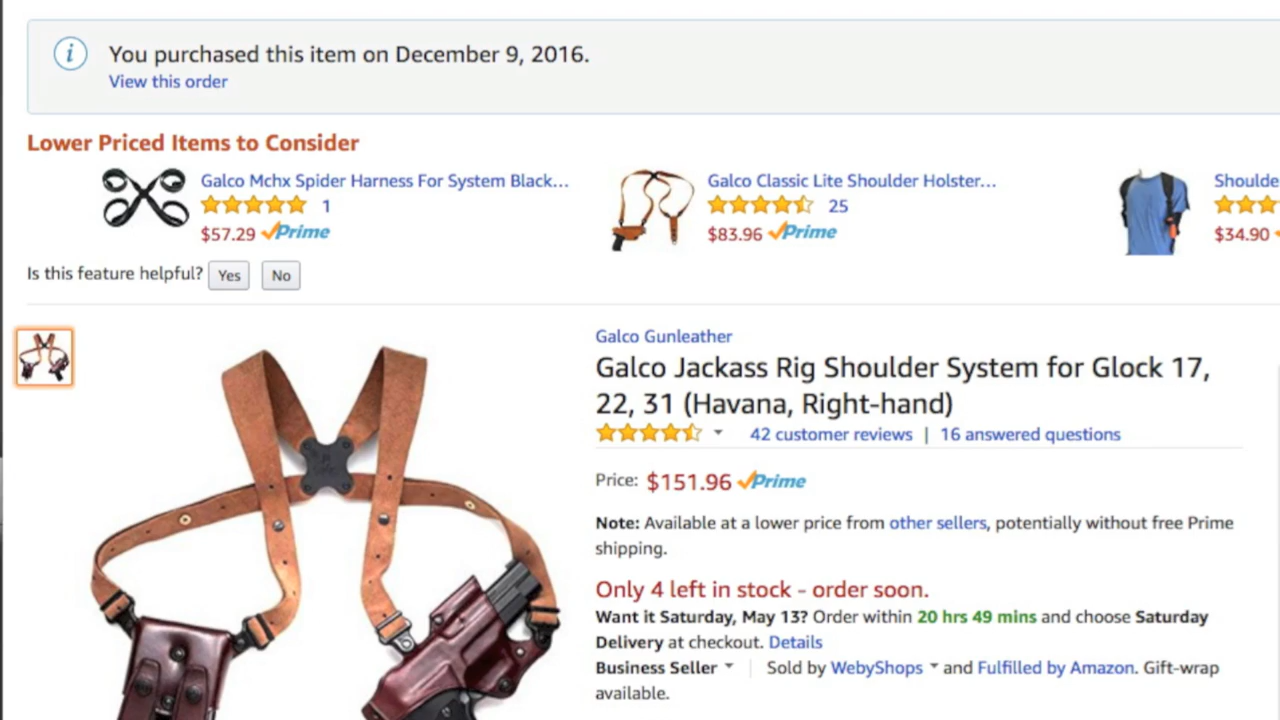 You purchased this item on December 9, 2016.
View this order
Lower Priced Items to Consider
Galco Mchx Spider Harness For System Black...
1
$57.29 Prime
Galco Classic Lite Shoulder Holster...
25
$83.96 Prime
Shoulde
$34.90
Is this feature helpful? Yes No
Galco Gunleather
Galco Jackass Rig Shoulder System for Glock 17,
22, 31 (Havana, Right-hand)
42 customer reviews | 16 answered questions
Price: $151.96 Prime
Note: Available at a lower price from other sellers, potentially without free Prime
shipping.
Only 4 left in stock - order soon.
Want it Saturday, May 13? Order within 20 hrs 49 mins and choose Saturday
Delivery at checkout. Details
Business Seller | Sold by WebyShops and Fulfilled by Amazon. Gift-wrap
available.